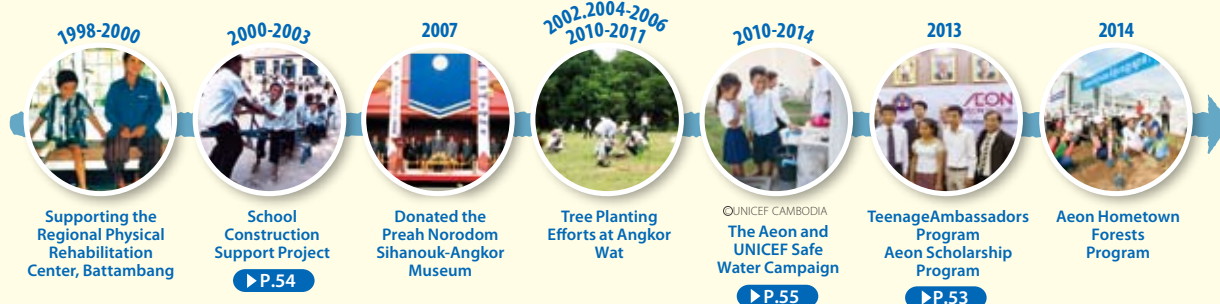 1998-2000
Supporting the
Regional Physical
Rehabilitation
Center, Battambang
2000-2003
School
Construction
Support Project
P.54
2007
Donated the
Preah Norodom
Sihanouk-Angkor
Museum
2002.2004-2006
2010-2011
Tree Planting
Efforts at Angkor
Wat
2010-2014
©UNICEF CAMBODIA
The Aeon and
UNICEF Safe
Water Campaign
P.55
2013
AEON
TeenageAmbassadors
Program
Aeon Scholarship
Program
P.53
2014
Aeon Hometown
Forests
Program